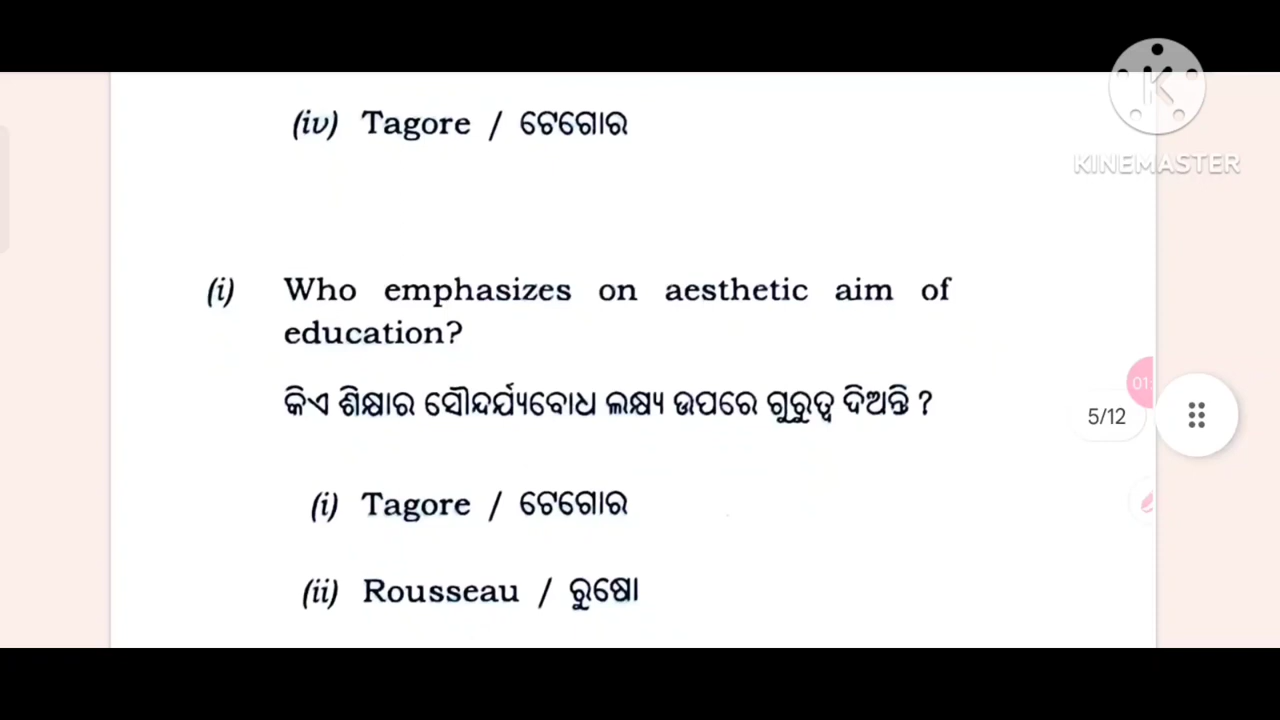 (iv) Tagore / ଟେଗୋର
KINEMASTER
(i) Who emphasizes on aesthetic aim of
education?
କିଏ ଶିକ୍ଷାର ସୌନ୍ଦର୍ଯ୍ୟବୋଧ ଲକ୍ଷ୍ୟ ଉପରେ ଗୁରୁତ୍ୱ ଦିଅନ୍ତି ?
5/12
(i) Tagore / ଟେଗୋର
(ii) Rousseau / ରୁଷୋ